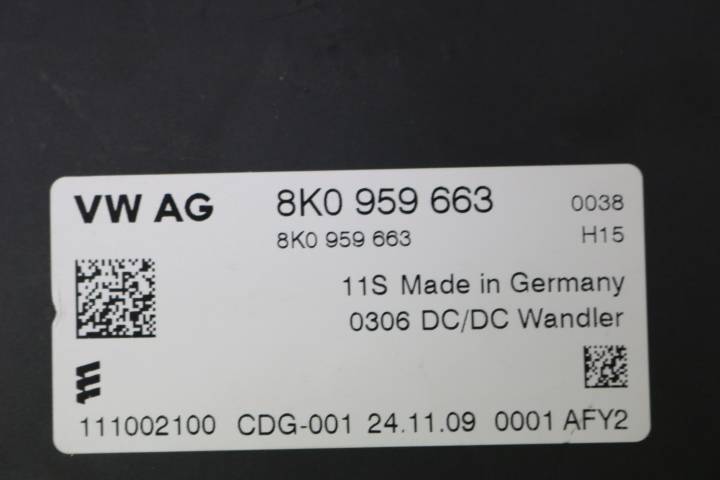 VW AG 8K0 959 663 0038
8K0 959 663 H15
11S Made in Germany
0306 DC/DC Wandler
111002100 CDG-001 24.11.09 0001 AFY2